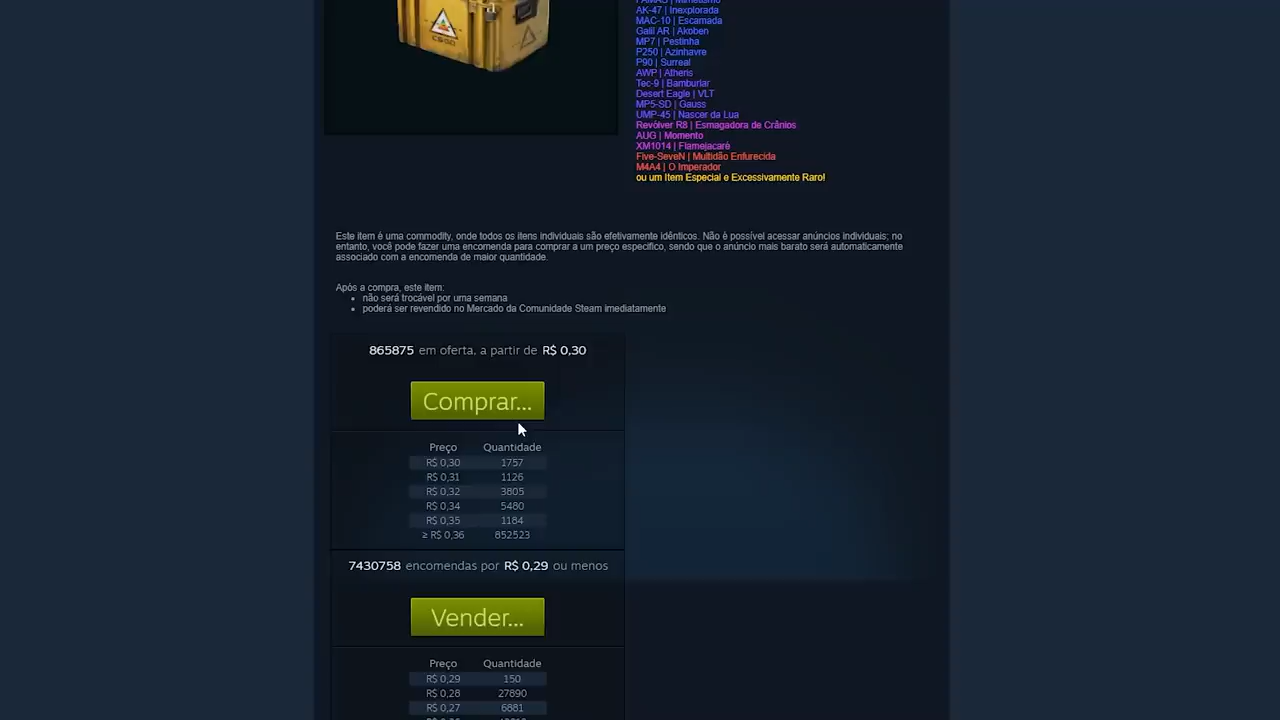 CS:GO
AK-47 | Inexplorada
MAC-10 | Escamada
Galil AR | Akoben
MP7 | Pestinha
P250 | Azinhavre
P90 | Surreal
AWP | Atheris
Tec-9 | Bamburlar
Desert Eagle | VLT
MP5-SD | Gauss
UMP-45 | Nascer da Lua
Revólver R8 | Esmagadora de Crânios
AUG | Momento
XM1014 | Flamejacaré
Five-SeveN | Multidão Enfurecida
M4A4 | O Imperador
ou um Item Especial e Excessivamente Raro!
Este item é uma commodity, onde todos os itens individuais são efetivamente idênticos. Não é possível acessar anúncios individuais; no
entanto, você pode fazer uma encomenda para comprar a um preço específico, sendo que o anúncio mais barato será automaticamente
associado com a encomenda de maior quantidade.
Após a compra, este item:
• não será trocável por uma semana
• poderá ser revendido no Mercado da Comunidade Steam imediatamente
865875 em oferta, a partir de R$ 0,30
Comprar...
Preço Quantidade
R$ 0,30 1757
R$ 0,31 1126
R$ 0,32 3805
R$ 0,34 5480
R$ 0,35 1184
≥ R$ 0,36 852523
7430758 encomendas por R$ 0,29 ou menos
Vender...
Preço Quantidade
R$ 0,29 150
R$ 0,28 27890
R$ 0,27 6881